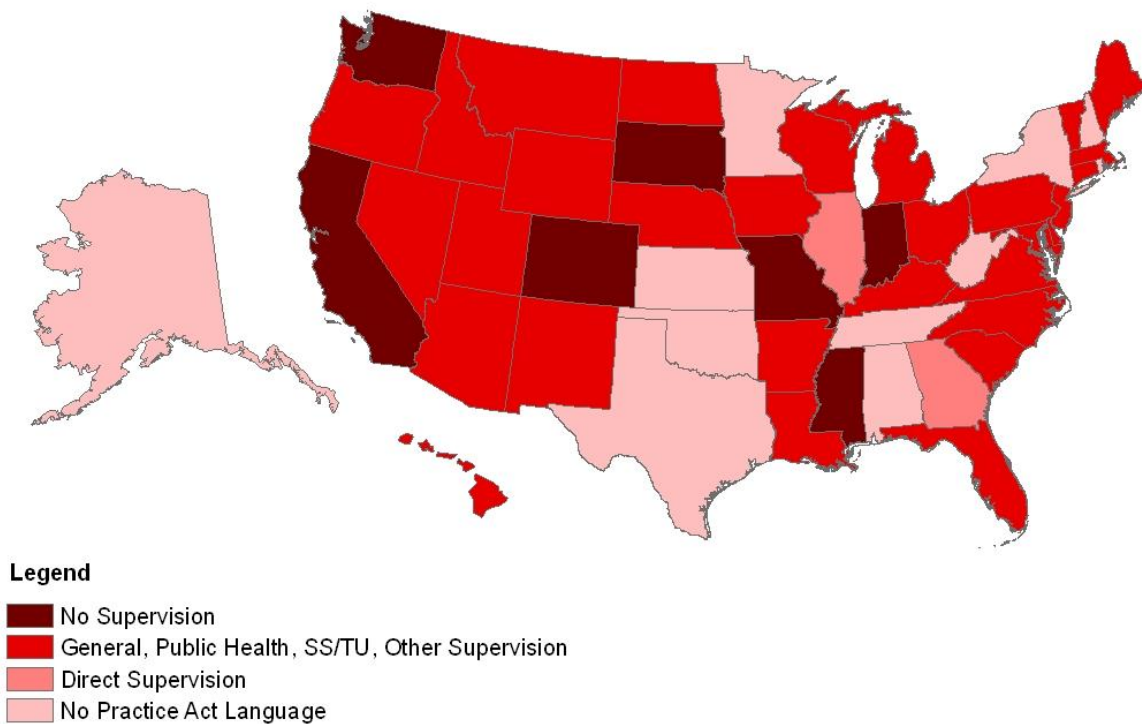 Legend
No Supervision
General, Public Health, SS/TU, Other Supervision
Direct Supervision
No Practice Act Language